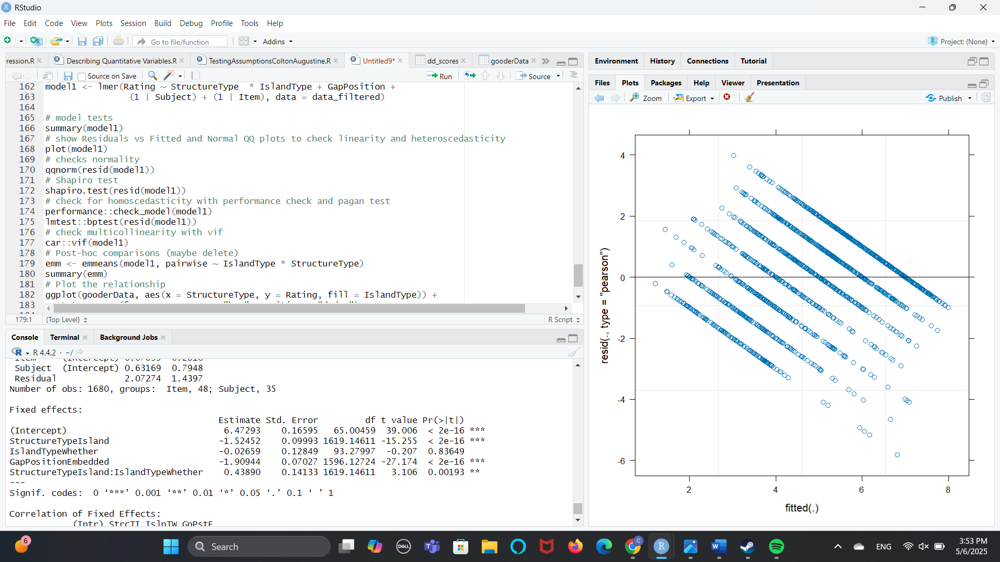 RStudio
File Edit Code View Plots Session Build Debug Profile Tools Help
Go to file/function Addins Project: (None)
ression.R Describing Quantitative Variables.R TestingAssumptionsColtonAugustine.R Untitled9* dd_scores gooderData
Source on Save Run Source
162 model1 <- lmer(Rating ~ StructureType * IslandType + GapPosition +
163 (1 | Subject) + (1 | Item), data = data_filtered)
164
165 # model tests
166 summary(model1)
167 # show Residuals vs Fitted and Normal QQ plots to check linearity and heteroscedasticity
168 plot(model1)
169 # checks normality
170 qqnorm(resid(model1))
171 # Shapiro test
172 shapiro.test(resid(model1))
173 # check for homoscedasticity with performance check and pagan test
174 performance::check_model(model1)
175 lmtest::bptest(resid(model1))
176 # check multicollinearity with vif
177 car::vif(model1)
178 # Post-hoc comparisons (maybe delete)
179 emm <- emmeans(model1, pairwise ~ IslandType * StructureType)
180 summary(emm)
181 # Plot the relationship
182 ggplot(gooderData, aes(x = StructureType, y = Rating, fill = IslandType)) +
183
179:1 (Top Level) R Script
Console Terminal Background Jobs
R 4.4.2 · ~/
Item (Intercept)
Subject (Intercept) 0.63169 0.7948
Residual 2.07274 1.4397
Number of obs: 1680, groups: Item, 48; Subject, 35
Fixed effects:
Estimate Std. Error df t value Pr(>|t|)
(Intercept) 6.47293 0.16595 65.00459 39.006 < 2e-16 ***
StructureTypeIsland -1.52452 0.09993 1619.14611 -15.255 < 2e-16 ***
IslandTypeWhether -0.02659 0.12849 93.27997 -0.207 0.83649
GapPositionEmbedded -1.90944 0.07027 1596.12724 -27.174 < 2e-16 ***
StructureTypeIsland:IslandTypeWhether 0.43890 0.14133 1619.14611 3.106 0.00193 **
---
Signif. codes: 0 ‘***’ 0.001 ‘**’ 0.01 ‘*’ 0.05 ‘.’ 0.1 ‘ ’ 1
Correlation of Fixed Effects:
(Intr) StrcTI IslnTW GpPstE
Environment History Connections Tutorial
Files Plots Packages Help Viewer Presentation
Zoom Export Publish
resid(., type = "pearson")
4
2
0
-2
-4
-6
2 4 6 8
fitted(.)
6
Search
DELL
ENG
3:53 PM
5/6/2025